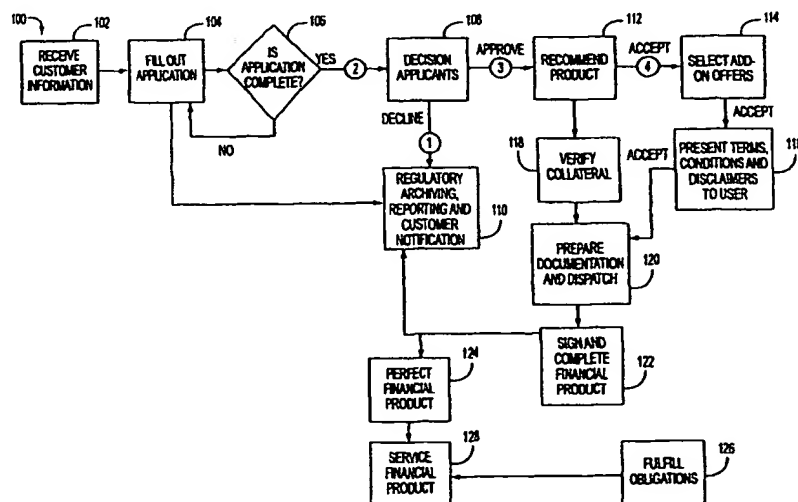 100
102
RECEIVE
CUSTOMER
INFORMATION
104
FILL OUT
APPLICATION
106
IS
APPLICATION
COMPLETE?
YES
2
NO
108
DECISION
APPLICANTS
APPROVE
3
DECLINE
1
112
RECOMMEND
PRODUCT
ACCEPT
4
114
SELECT ADD-
ON OFFERS
ACCEPT
REGULATORY
ARCHIVING,
REPORTING AND
CUSTOMER
NOTIFICATION
110
118
VERIFY
COLLATERAL
ACCEPT
PRESENT TERMS,
CONDITIONS AND
DISCLAIMERS
TO USER
PREPARE
DOCUMENTATION
AND DISPATCH
120
124
PERFECT
FINANCIAL
PRODUCT
SIGN AND
COMPLETE
FINANCIAL
PRODUCT
122
128
SERVICE
FINANCIAL
PRODUCT
FULFILL
OBLIGATIONS
126